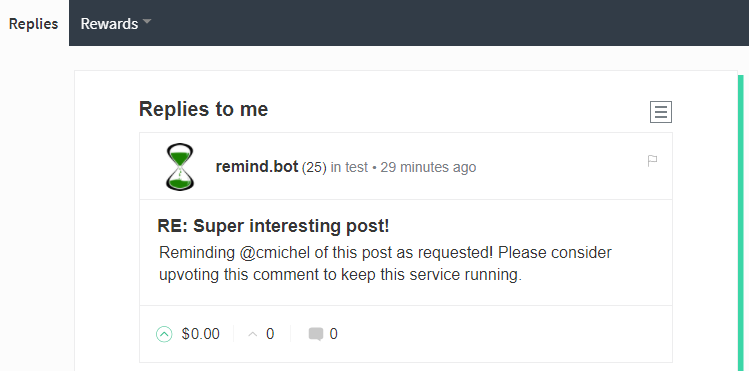 Replies Rewards
Replies to me
remind.bot (25) in test • 29 minutes ago
RE: Super interesting post!
Reminding @cmichel of this post as requested! Please consider
upvoting this comment to keep this service running.
$0.00 0 0